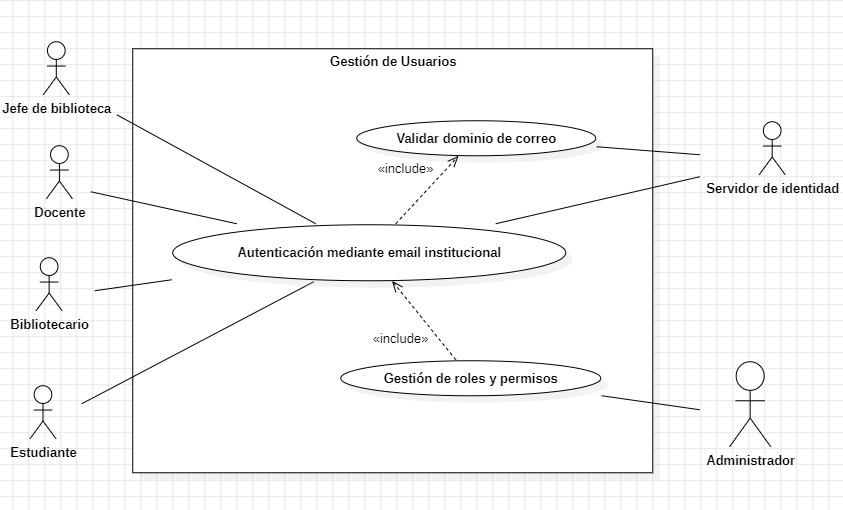 Gestión de Usuarios
Jefe de biblioteca
Validar dominio de correo
«include»
Servidor de identidad
Docente
Autenticación mediante email institucional
Bibliotecario
«include»
Gestión de roles y permisos
Estudiante
Administrador